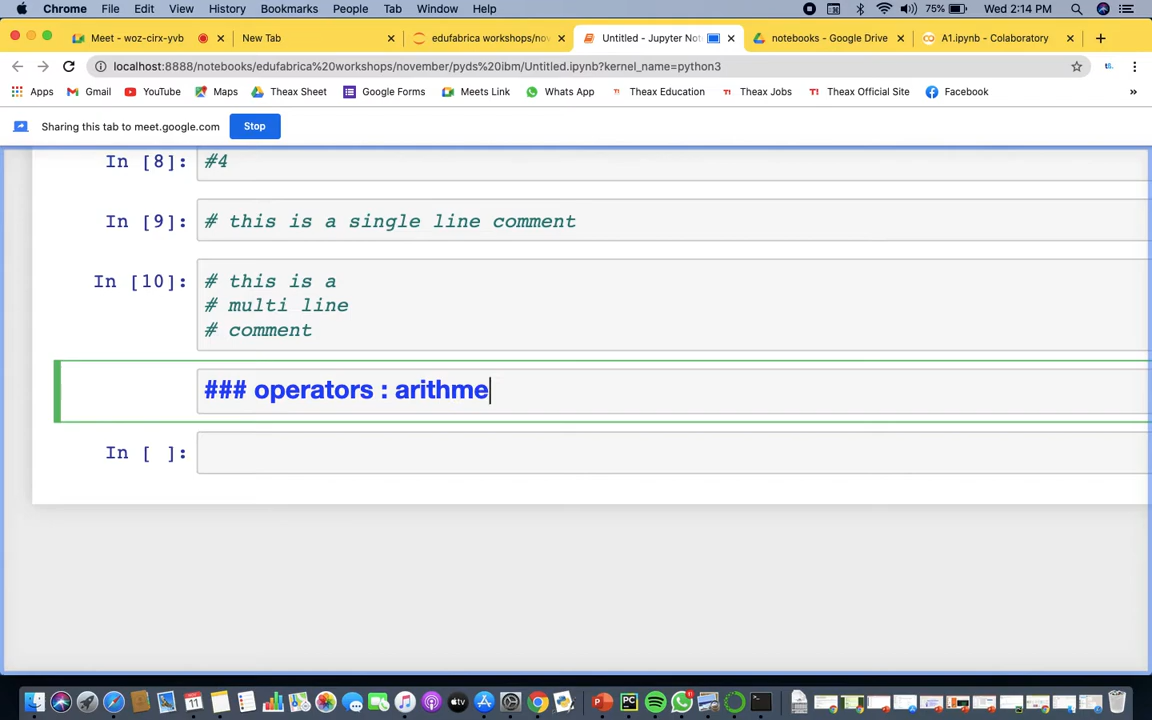 Chrome File Edit View History Bookmarks People Tab Window Help 75% Wed 2:14 PM
Meet - woz-cirx-yvb New Tab edufabrica workshops/nov Untitled - Jupyter Not notebooks - Google Drive A1.ipynb - Colaboratory
localhost:8888/notebooks/edufabrica%20workshops/november/pyds%20ibm/Untitled.ipynb?kernel_name=python3
Apps Gmail YouTube Maps Theax Sheet Google Forms Meets Link Whats App Theax Education Theax Jobs Theax Official Site Facebook »
Sharing this tab to meet.google.com Stop
In [8]: #4
In [9]: # this is a single line comment
In [10]: # this is a
# multi line
# comment
### operators : arithme
In [ ]: